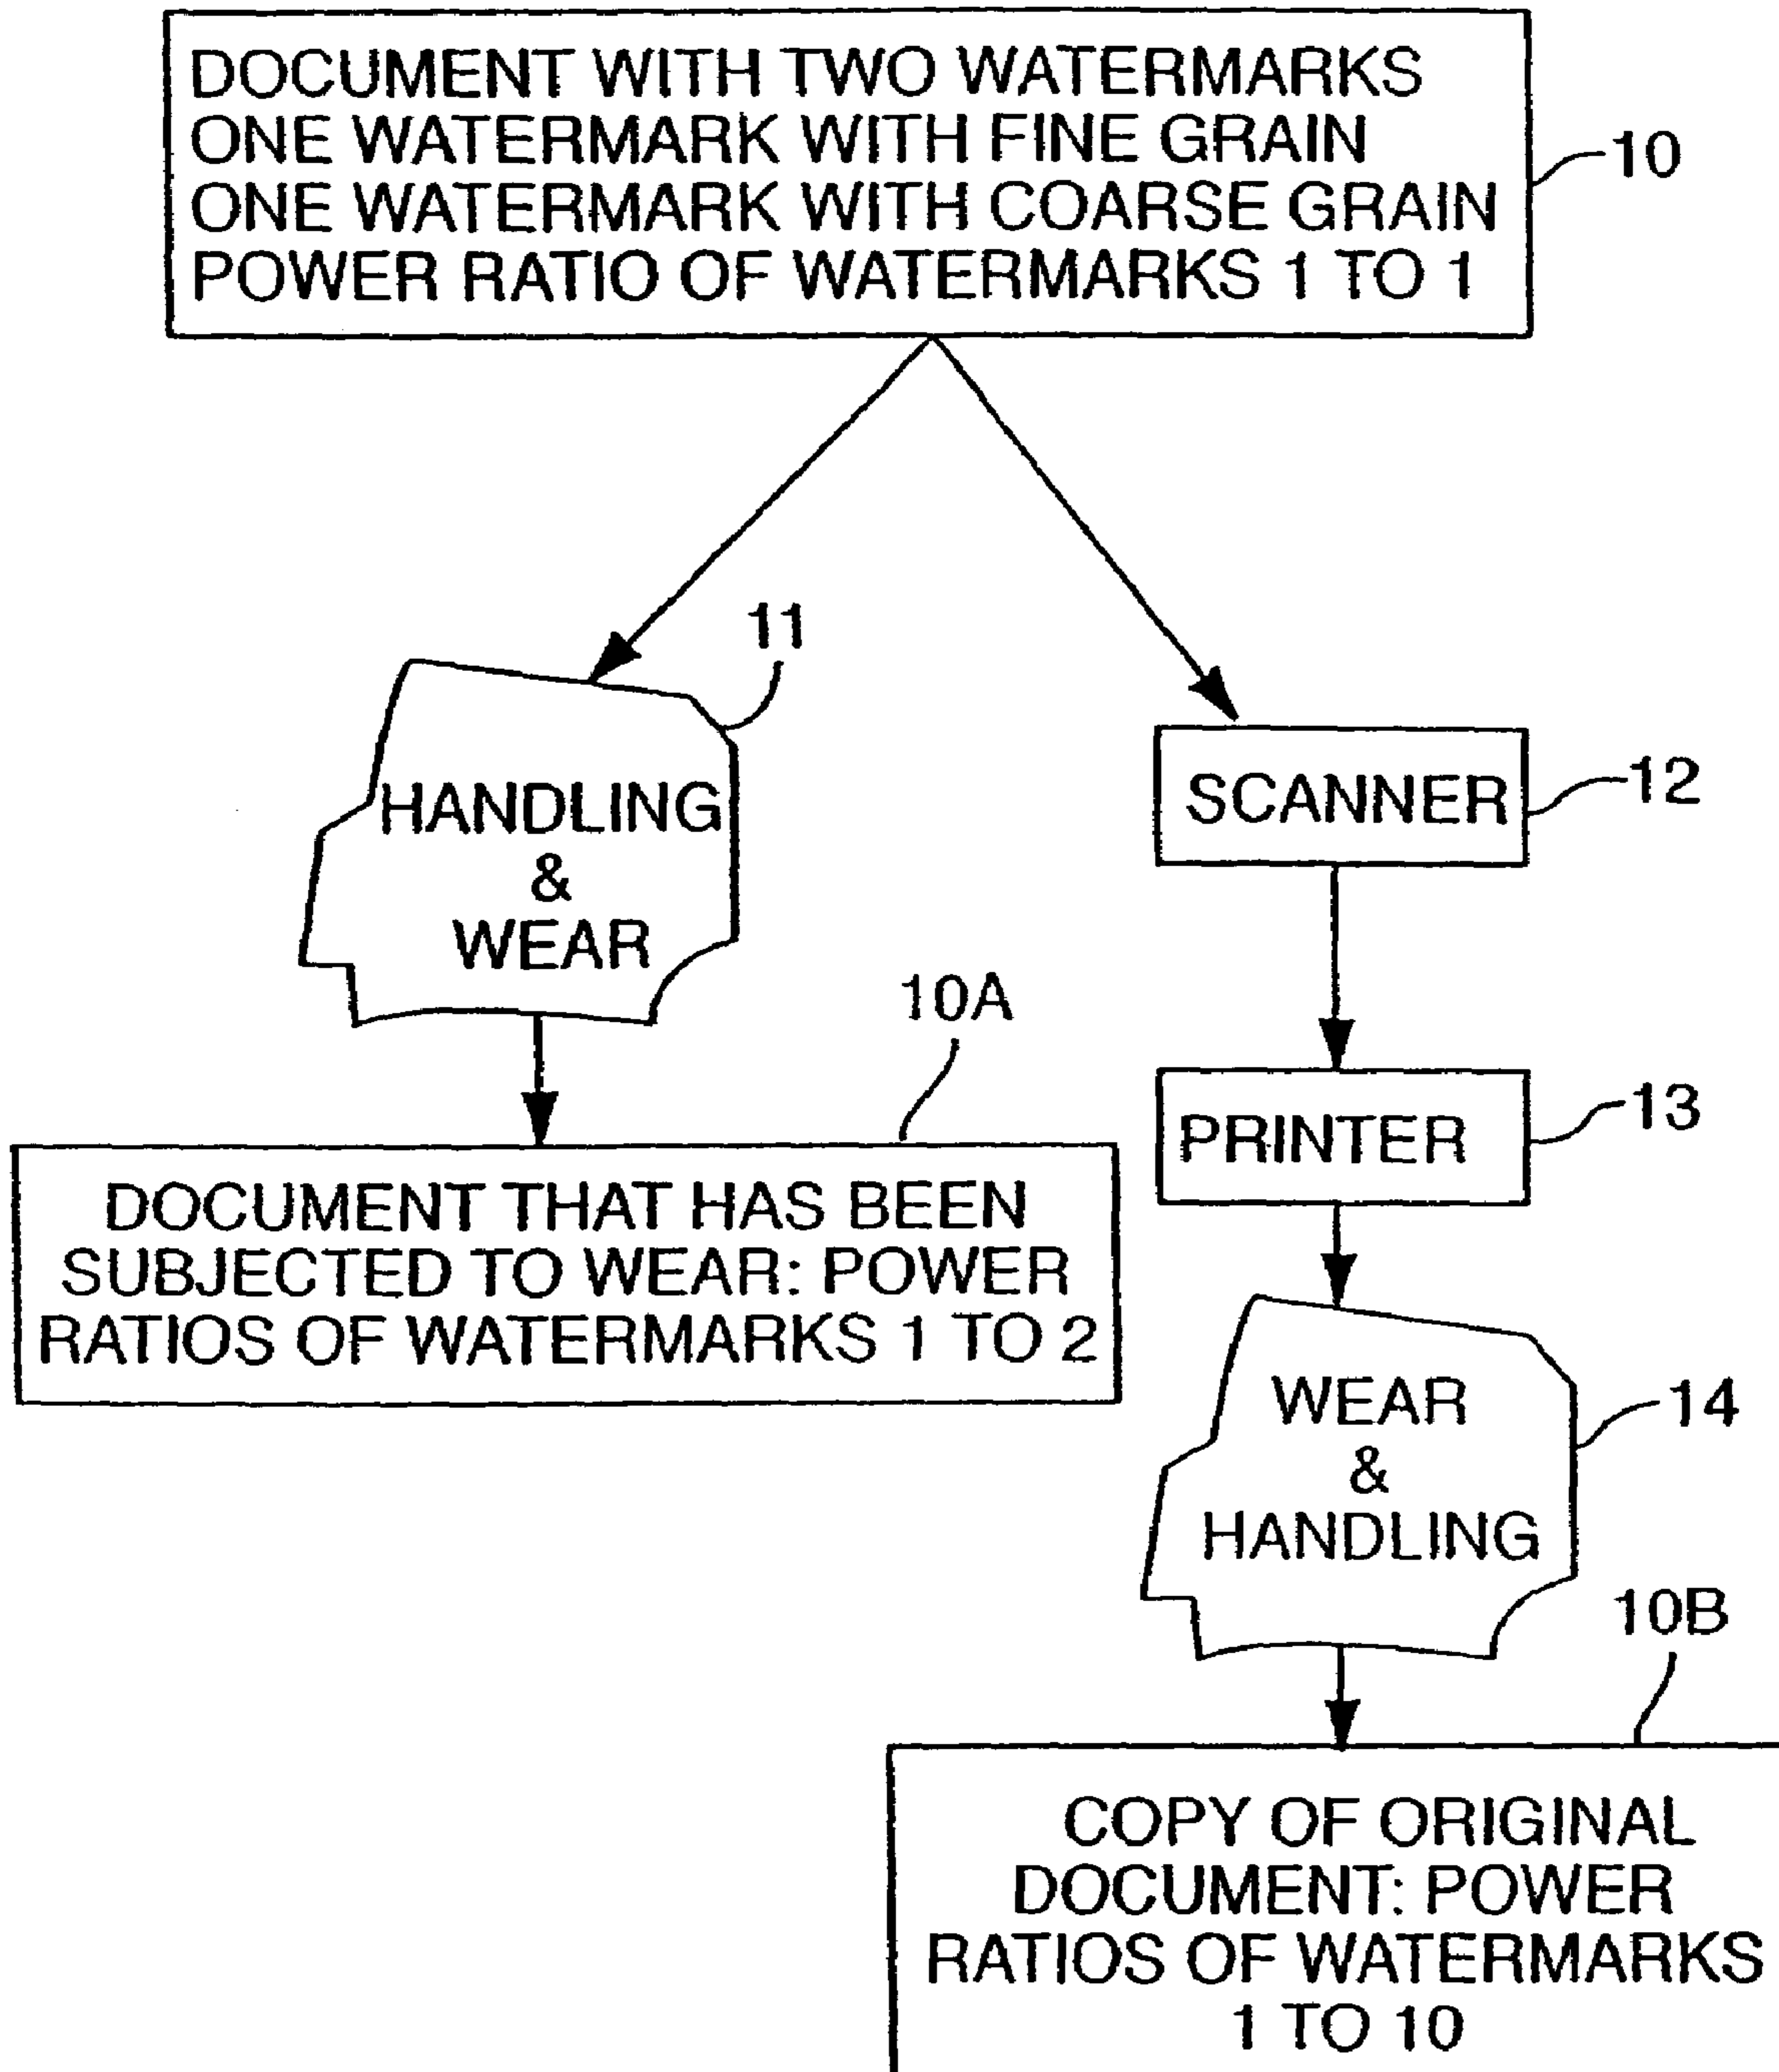 DOCUMENT WITH TWO WATERMARKS
ONE WATERMARK WITH FINE GRAIN
ONE WATERMARK WITH COARSE GRAIN
POWER RATIO OF WATERMARKS 1 TO 1
10
11
HANDLING
&
WEAR
SCANNER
12
10A
PRINTER
13
DOCUMENT THAT HAS BEEN
SUBJECTED TO WEAR: POWER
RATIOS OF WATERMARKS 1 TO 2
WEAR
&
HANDLING
14
10B
COPY OF ORIGINAL
DOCUMENT: POWER
RATIOS OF WATERMARKS
1 TO 10